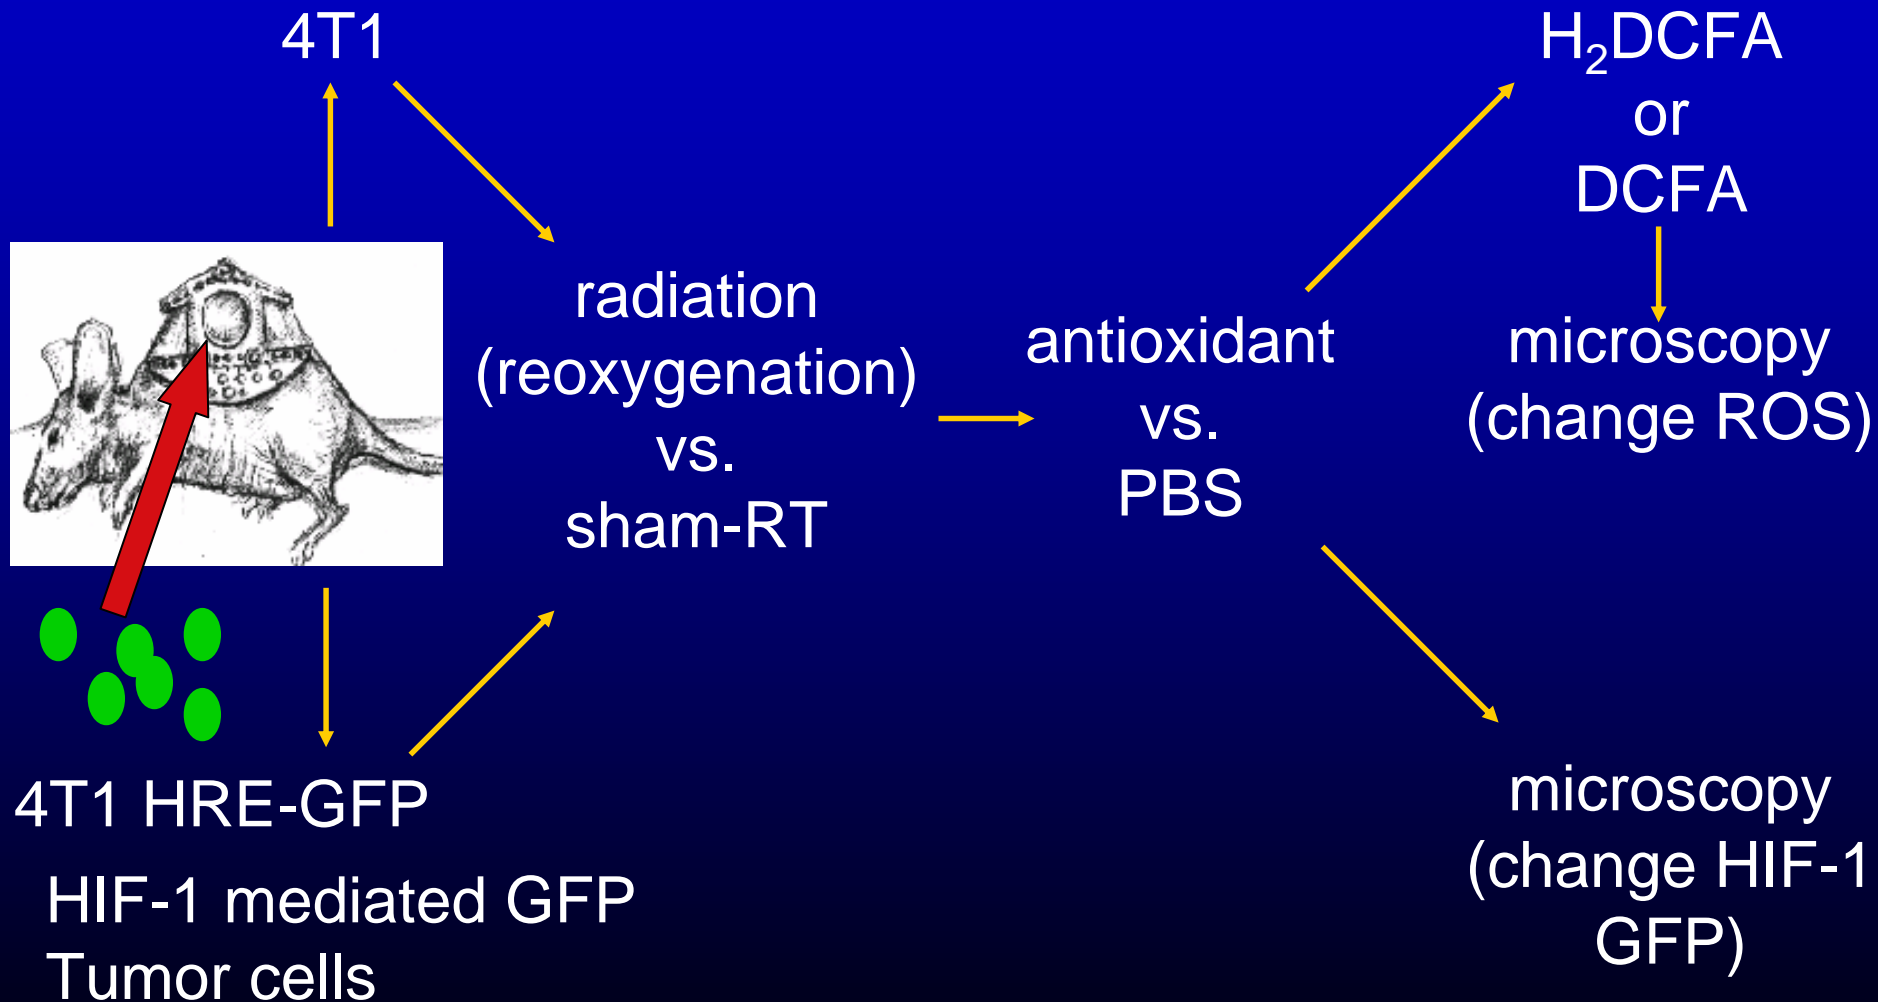 4T1
radiation
(reoxygenation)
vs.
sham-RT
4T1 HRE-GFP
HIF-1 mediated GFP
Tumor cells
antioxidant
vs.
PBS
H₂DCFA
or
DCFA
microscopy
(change ROS)
microscopy
(change HIF-1
GFP)